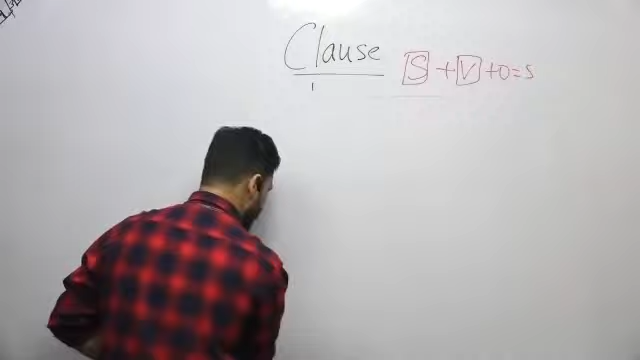 Clause S + V + O = S